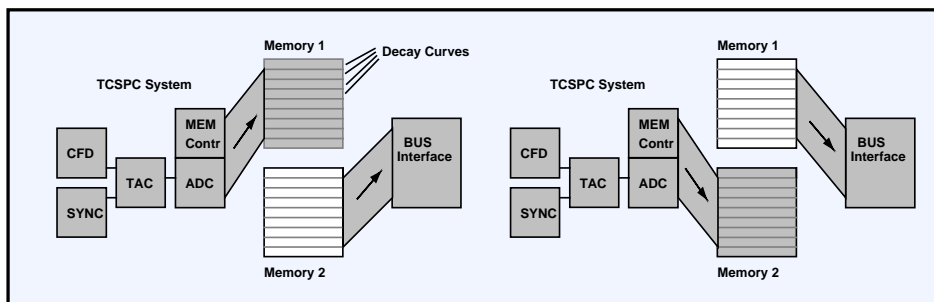 Memory 1
Decay Curves
TCSPC System
MEM
Contr
CFD
TAC
ADC
SYNC
BUS
Interface
Memory 2
Memory 1
TCSPC System
MEM
Contr
CFD
TAC
ADC
SYNC
BUS
Interface
Memory 2